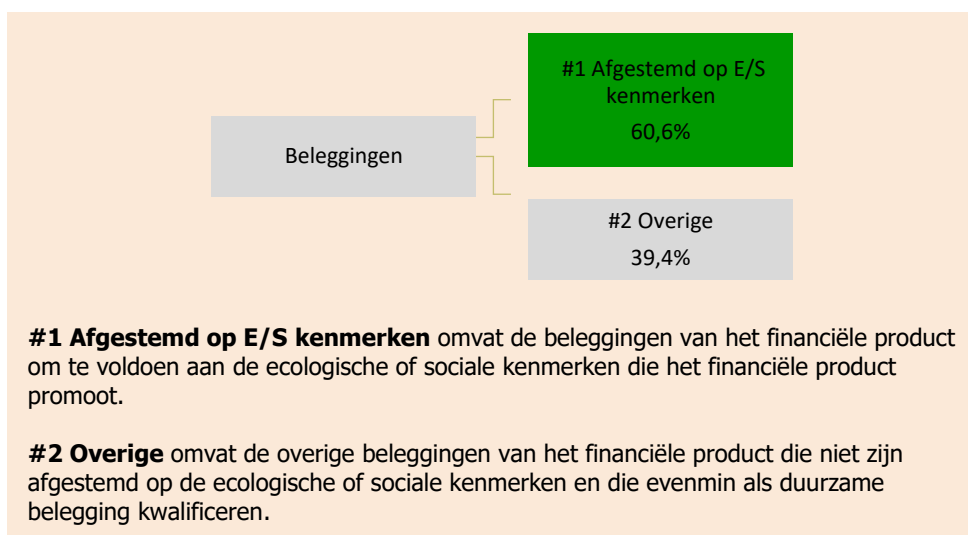 #1 Afgestemd op E/S
kenmerken
60,6%
Beleggingen
#2 Overige
39,4%
#1 Afgestemd op E/S kenmerken omvat de beleggingen van het financiële product
om te voldoen aan de ecologische of sociale kenmerken die het financiële product
promoot.
#2 Overige omvat de overige beleggingen van het financiële product die niet zijn
afgestemd op de ecologische of sociale kenmerken en die evenmin als duurzame
belegging kwalificeren.